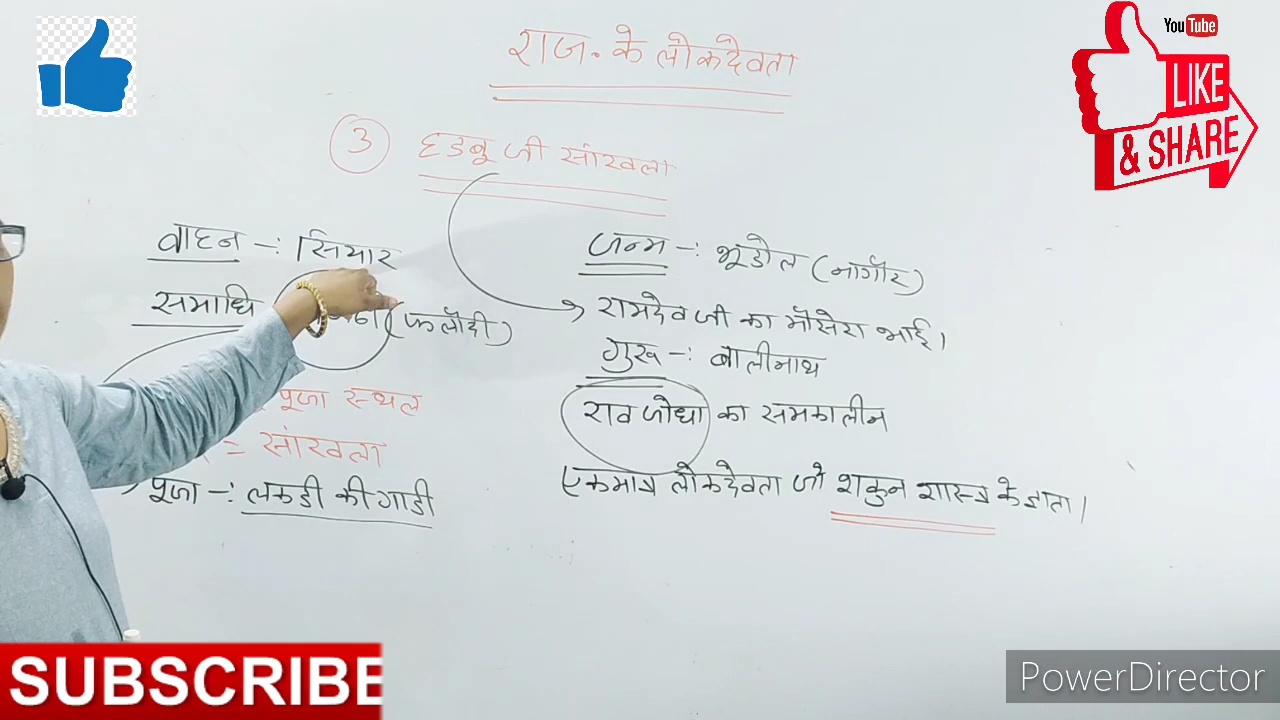 राज. के लोकदेवता
3 हडबू जी सांखला
वाहन -: सियार
समाधि (फलौदी)
पूजा स्थल
= सांखला
पूजा -: लकडी की गाडी
जन्म -: भूडोल (नागौर)
रामदेव जी का मौसेरा भाई।
गुरू -: बालीनाथ
राव जोधा का समकालीन
एकमात्र लोकदेवता जो शकुन शास्त्र के ज्ञाता।
YouTube
LIKE
& SHARE
SUBSCRIBE
PowerDirector